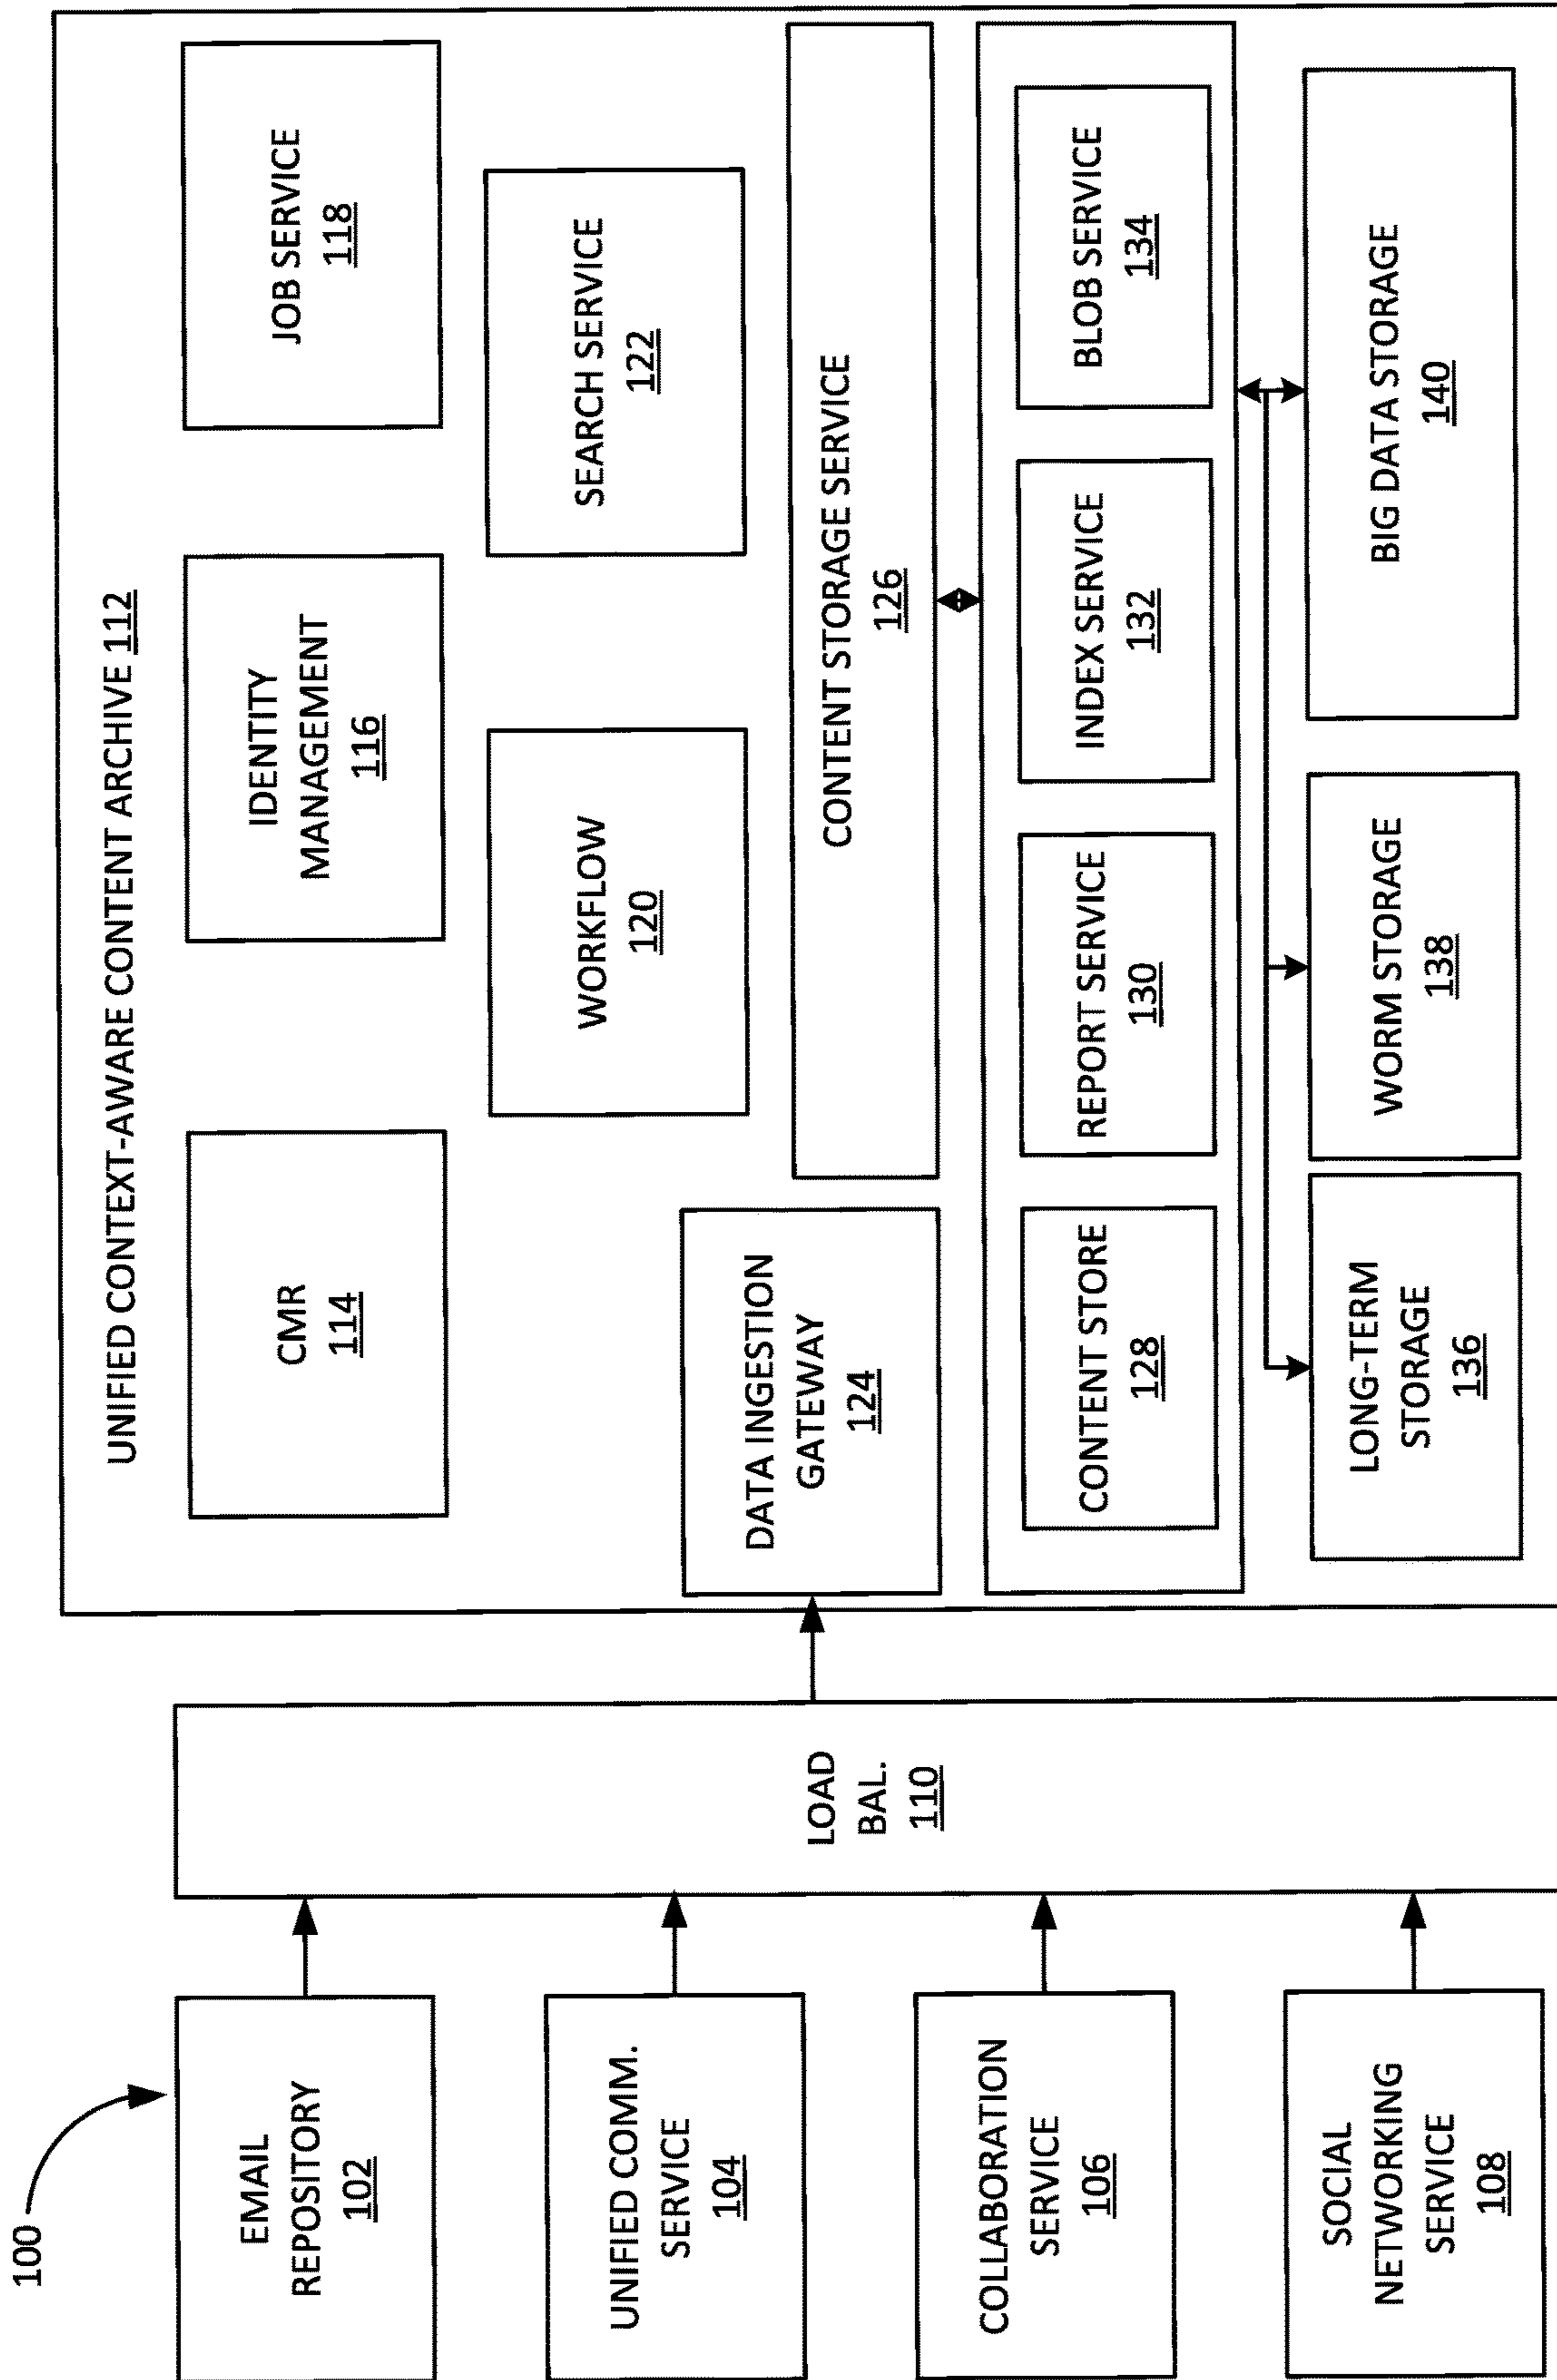 100
EMAIL
REPOSITORY
102
UNIFIED COMM.
SERVICE
104
COLLABORATION
SERVICE
106
SOCIAL
NETWORKING
SERVICE
108
LOAD
BAL.
110
UNIFIED CONTEXT-AWARE CONTENT ARCHIVE 112
CMR
114
IDENTITY
MANAGEMENT
116
JOB SERVICE
118
WORKFLOW
120
SEARCH SERVICE
122
DATA INGESTION
GATEWAY
124
CONTENT STORAGE SERVICE
126
CONTENT STORE
128
REPORT SERVICE
130
INDEX SERVICE
132
BLOB SERVICE
134
LONG-TERM
STORAGE
136
WORM STORAGE
138
BIG DATA STORAGE
140